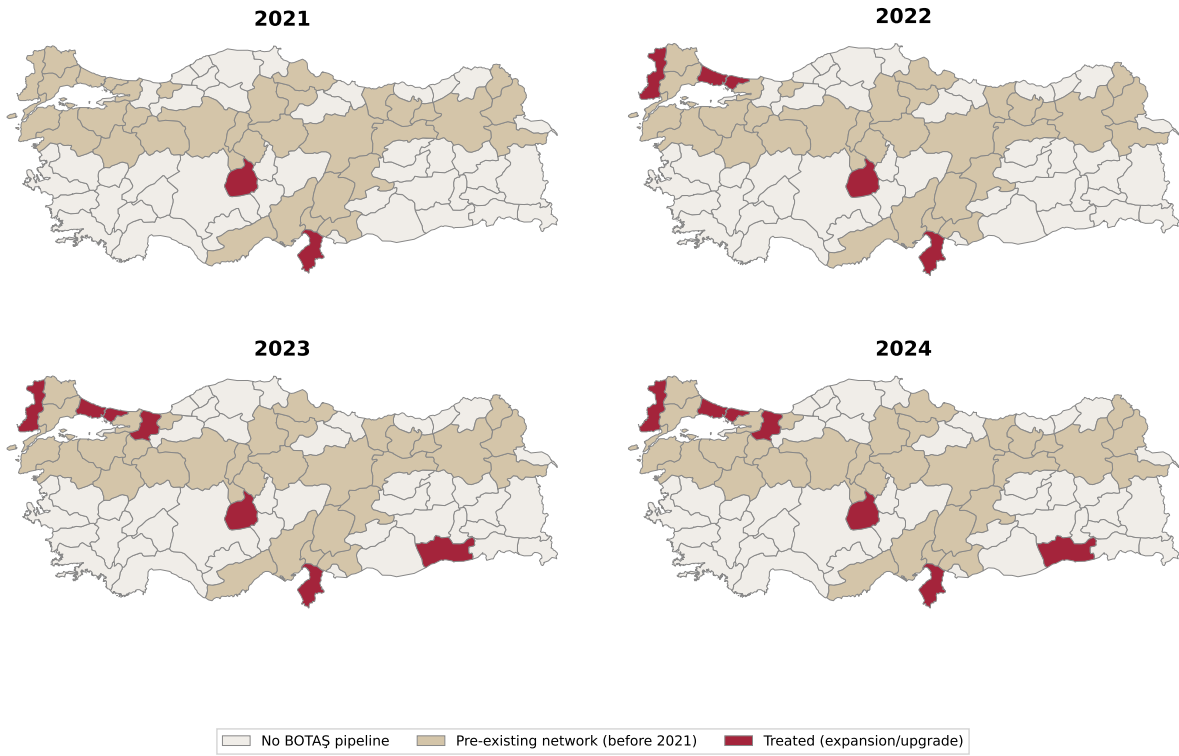 2021
2022
2023
2024
No BOTAŞ pipeline
Pre-existing network (before 2021)
Treated (expansion/upgrade)